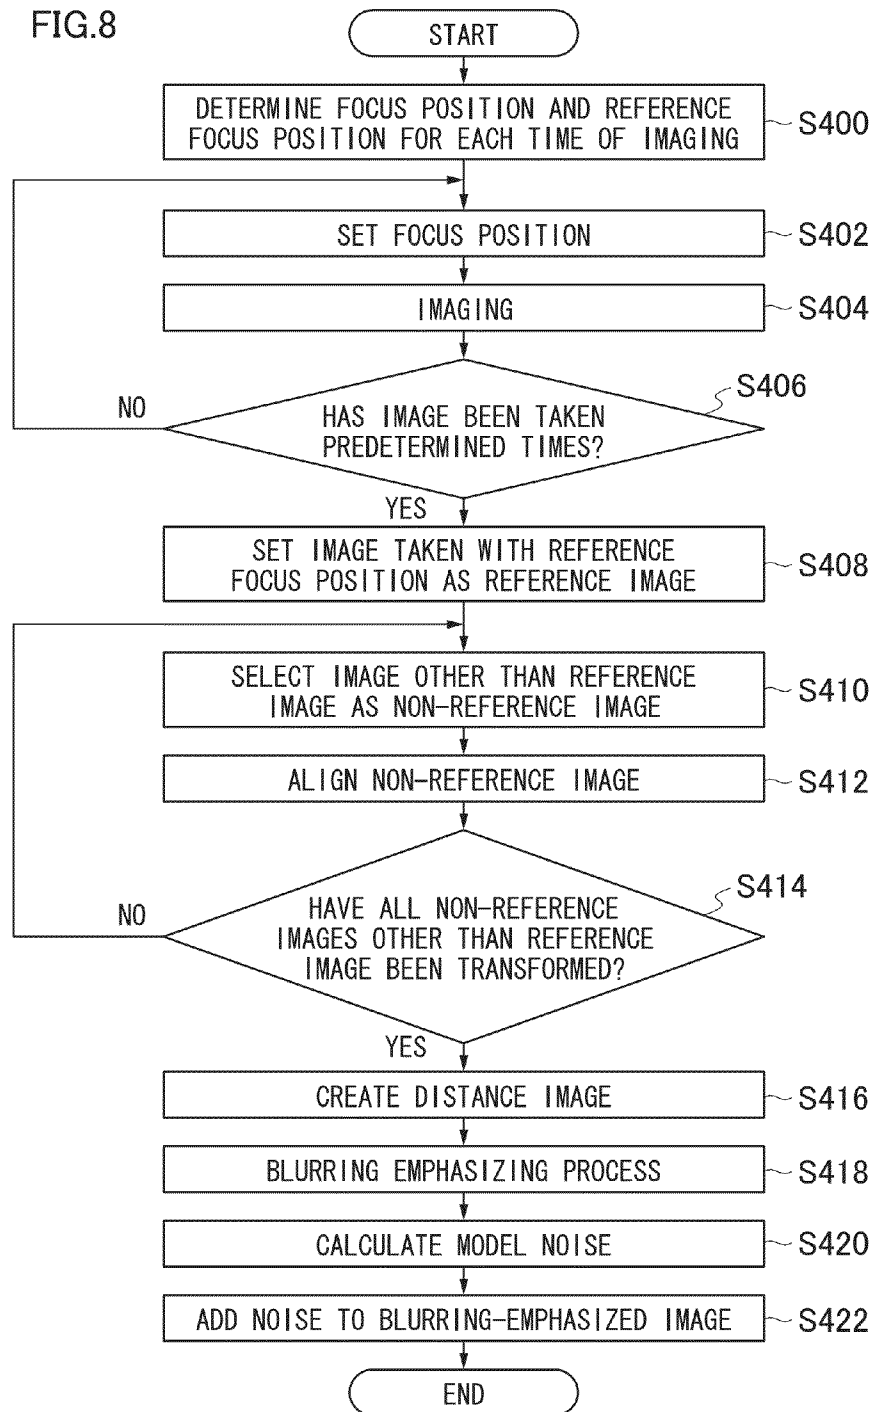 FIG.8
START
DETERMINE FOCUS POSITION AND REFERENCE
FOCUS POSITION FOR EACH TIME OF IMAGING
S400
SET FOCUS POSITION
S402
IMAGING
S404
S406
NO
HAS IMAGE BEEN TAKEN
PREDETERMINED TIMES?
YES
SET IMAGE TAKEN WITH REFERENCE
FOCUS POSITION AS REFERENCE IMAGE
S408
SELECT IMAGE OTHER THAN REFERENCE
IMAGE AS NON-REFERENCE IMAGE
S410
ALIGN NON-REFERENCE IMAGE
S412
S414
NO
HAVE ALL NON-REFERENCE
IMAGES OTHER THAN REFERENCE
IMAGE BEEN TRANSFORMED?
YES
CREATE DISTANCE IMAGE
S416
BLURRING EMPHASIZING PROCESS
S418
CALCULATE MODEL NOISE
S420
ADD NOISE TO BLURRING-EMPHASIZED IMAGE
S422
END